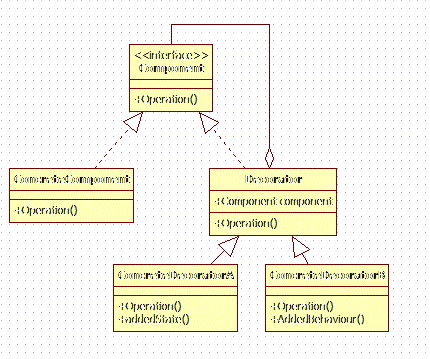 <<interface>>
Component
+Operation()
ConcreteComponent
+Operation()
Decorator
+Component component
+Operation()
ConcreteDecoratorA
+Operation()
+addedState()
ConcreteDecoratorB
+Operation()
+AddedBehaviour()